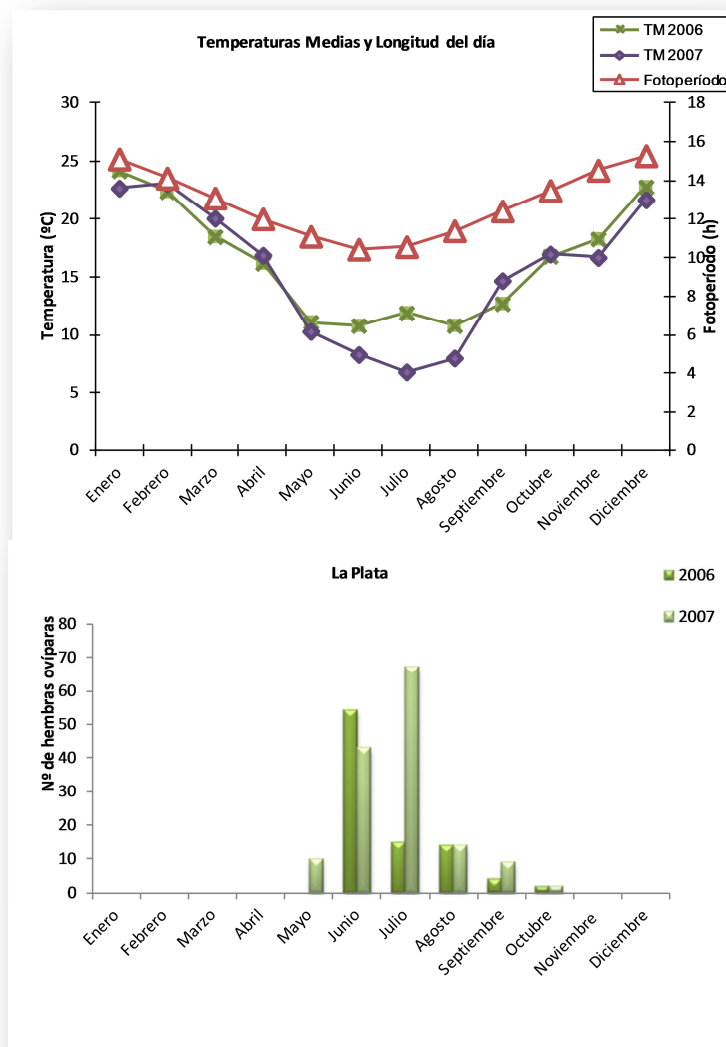 Temperaturas Medias y Longitud del día
TM 2006
TM 2007
Fotoperíodo
Temperatura (ºC)
30
25
20
15
10
5
0
18
16
14
12
10
8
6
4
2
0
Fotoperíodo (h)
Enero
Febrero
Marzo
Abril
Mayo
Junio
Julio
Agosto
Septiembre
Octubre
Noviembre
Diciembre
La Plata
2006
2007
Nº de hembras ovíparas
80
70
60
50
40
30
20
10
0
Enero
Febrero
Marzo
Abril
Mayo
Junio
Julio
Agosto
Septiembre
Octubre
Noviembre
Diciembre